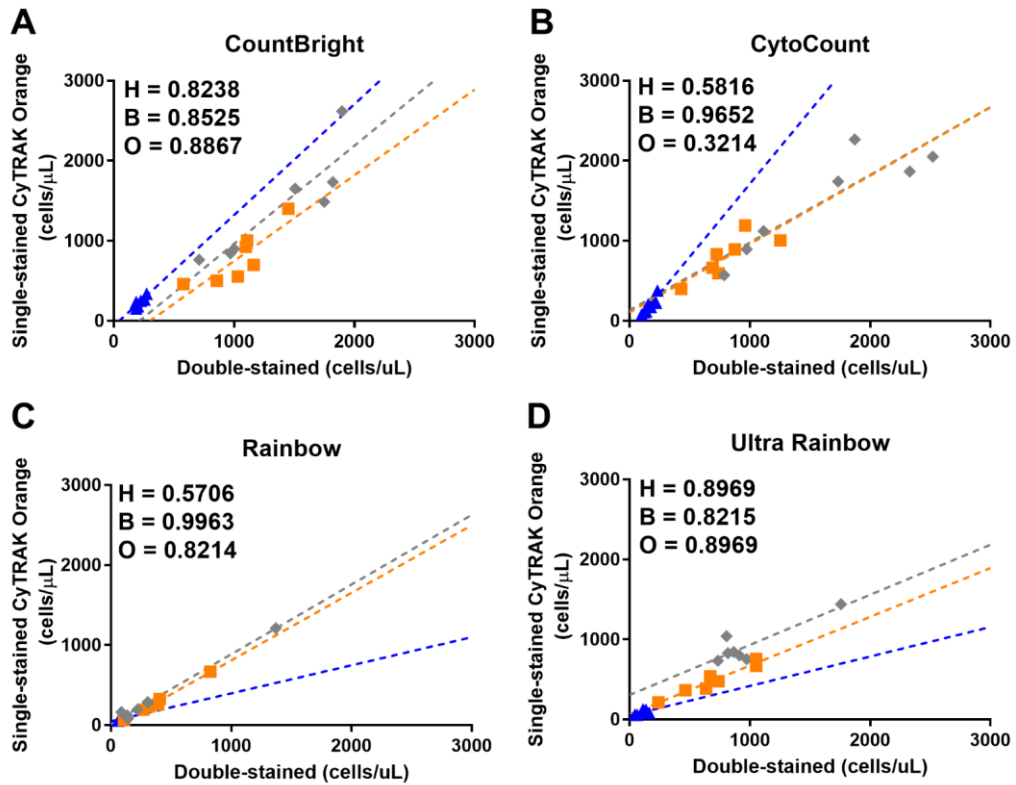 A
CountBright
H = 0.8238
B = 0.8525
O = 0.8867
Single-stained CyTRAK Orange
(cells/μL)
3000
2000
1000
0
0 1000 2000 3000
Double-stained (cells/uL)
B
CytoCount
H = 0.5816
B = 0.9652
O = 0.3214
Single-stained CyTRAK Orange
(cells/μL)
3000
2000
1000
0
0 1000 2000 3000
Double-stained (cells/uL)
C
Rainbow
H = 0.5706
B = 0.9963
O = 0.8214
Single-stained CyTRAK Orange
(cells/μL)
3000
2000
1000
0
0 1000 2000 3000
Double-stained (cells/uL)
D
Ultra Rainbow
H = 0.8969
B = 0.8215
O = 0.8969
Single-stained CyTRAK Orange
(cells/μL)
3000
2000
1000
0
0 1000 2000 3000
Double-stained (cells/uL)